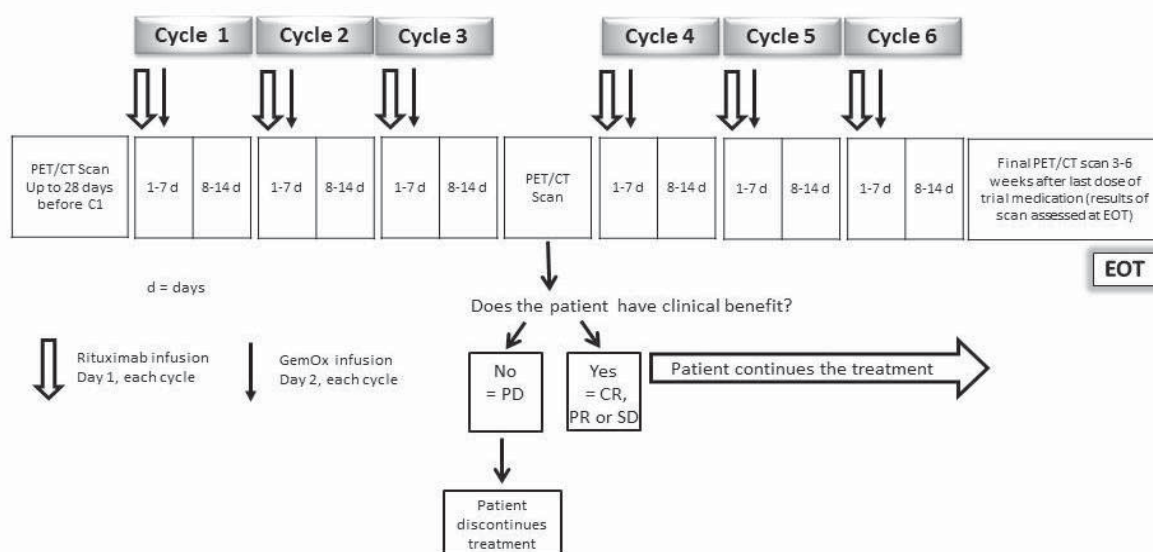 Cycle 1
Cycle 2
Cycle 3
Cycle 4
Cycle 5
Cycle 6
PET/CT Scan
Up to 28 days
before C1
1-7 d
8-14 d
1-7 d
8-14 d
1-7 d
8-14 d
PET/CT
Scan
1-7 d
8-14 d
1-7 d
8-14 d
1-7 d
8-14 d
Final PET/CT scan 3-6
weeks after last dose of
trial medication (results of
scan assessed at EOT)
EOT
d = days
Does the patient have clinical benefit?
Rituximab infusion
Day 1, each cycle
GemOx infusion
Day 2, each cycle
No
= PD
Yes
= CR,
PR or SD
Patient continues the treatment
Patient
discontinues
treatment